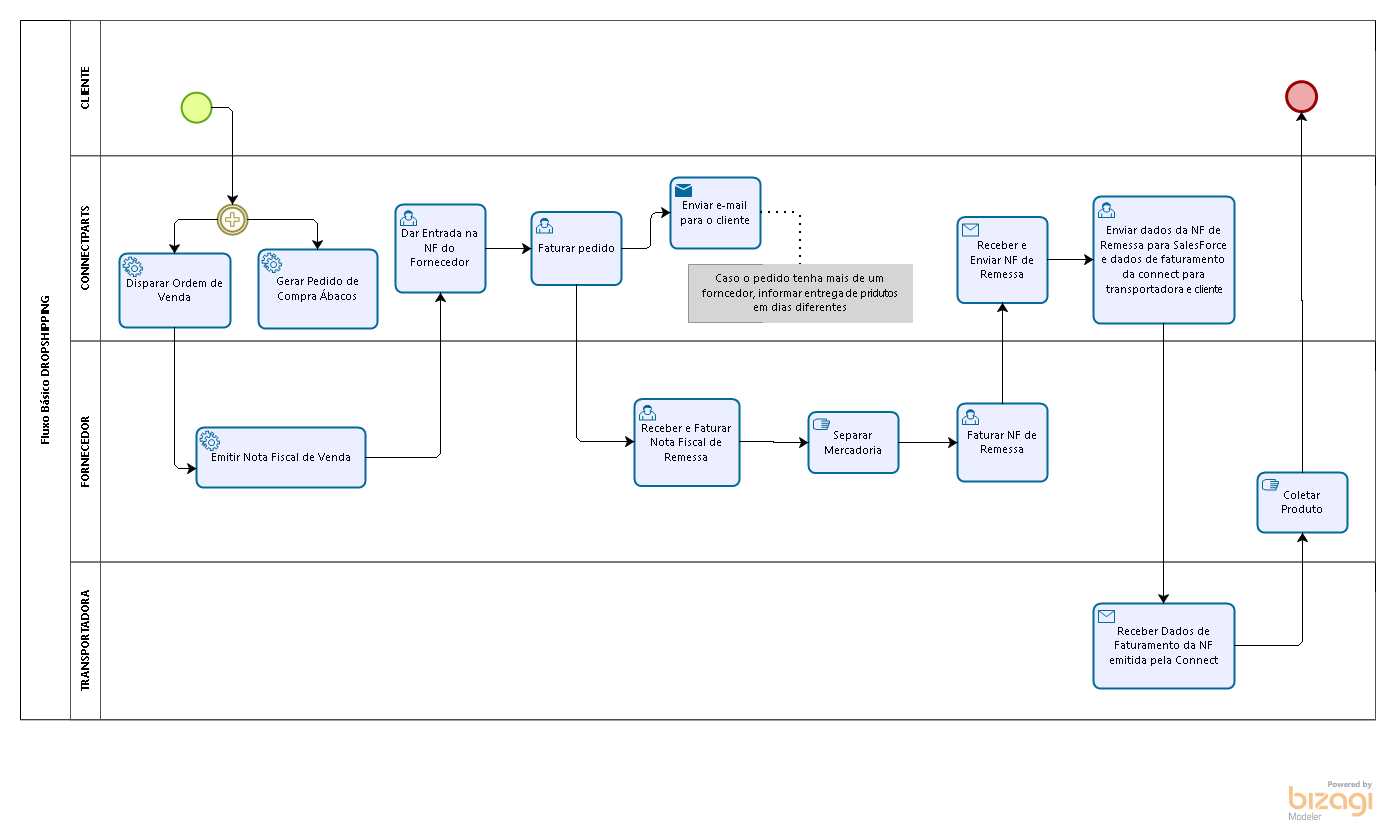 Fluxo Básico DROPSHIPPING
CLIENTE
CONNECTPARTS
Disparar Ordem de
Venda
Gerar Pedido de
Compra Ábacos
Dar Entrada na
NF do
Fornecedor
Faturar pedido
Enviar e-mail
para o cliente
Caso o pedido tenha mais de um
forncedor, informar entrega de pridutos
em dias diferentes
Receber e
Enviar NF de
Remessa
Enviar dados da NF de
Remessa para SalesForce
e dados de faturamento
da connect para
transportadora e cliente
FORNECEDOR
Emitir Nota Fiscal de Venda
Receber e Faturar
Nota Fiscal de
Remessa
Separar
Mercadoria
Faturar NF de
Remessa
Coletar
Produto
TRANSPORTADORA
Receber Dados de
Faturamento da NF
emitida pela Connect
Powered by
bizagi
Modeler